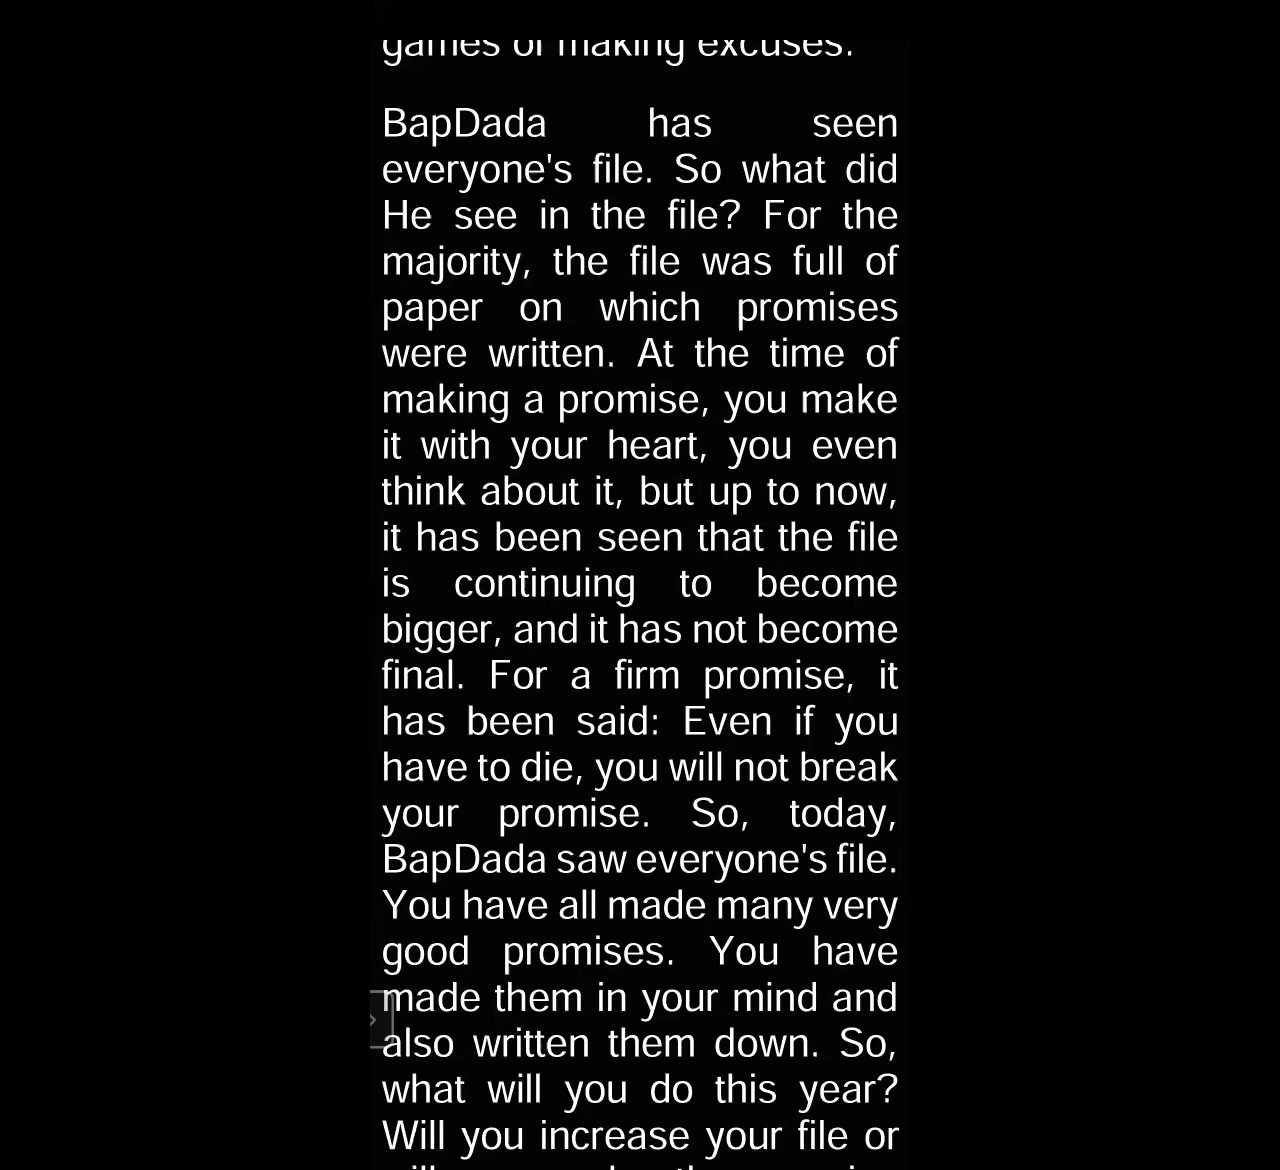 games or making excuses.
BapDada has seen
everyone's file. So what did
He see in the file? For the
majority, the file was full of
paper on which promises
were written. At the time of
making a promise, you make
it with your heart, you even
think about it, but up to now,
it has been seen that the file
is continuing to become
bigger, and it has not become
final. For a firm promise, it
has been said: Even if you
have to die, you will not break
your promise. So, today,
BapDada saw everyone's file.
You have all made many very
good promises. You have
made them in your mind and
also written them down. So,
what will you do this year?
Will you increase your file or